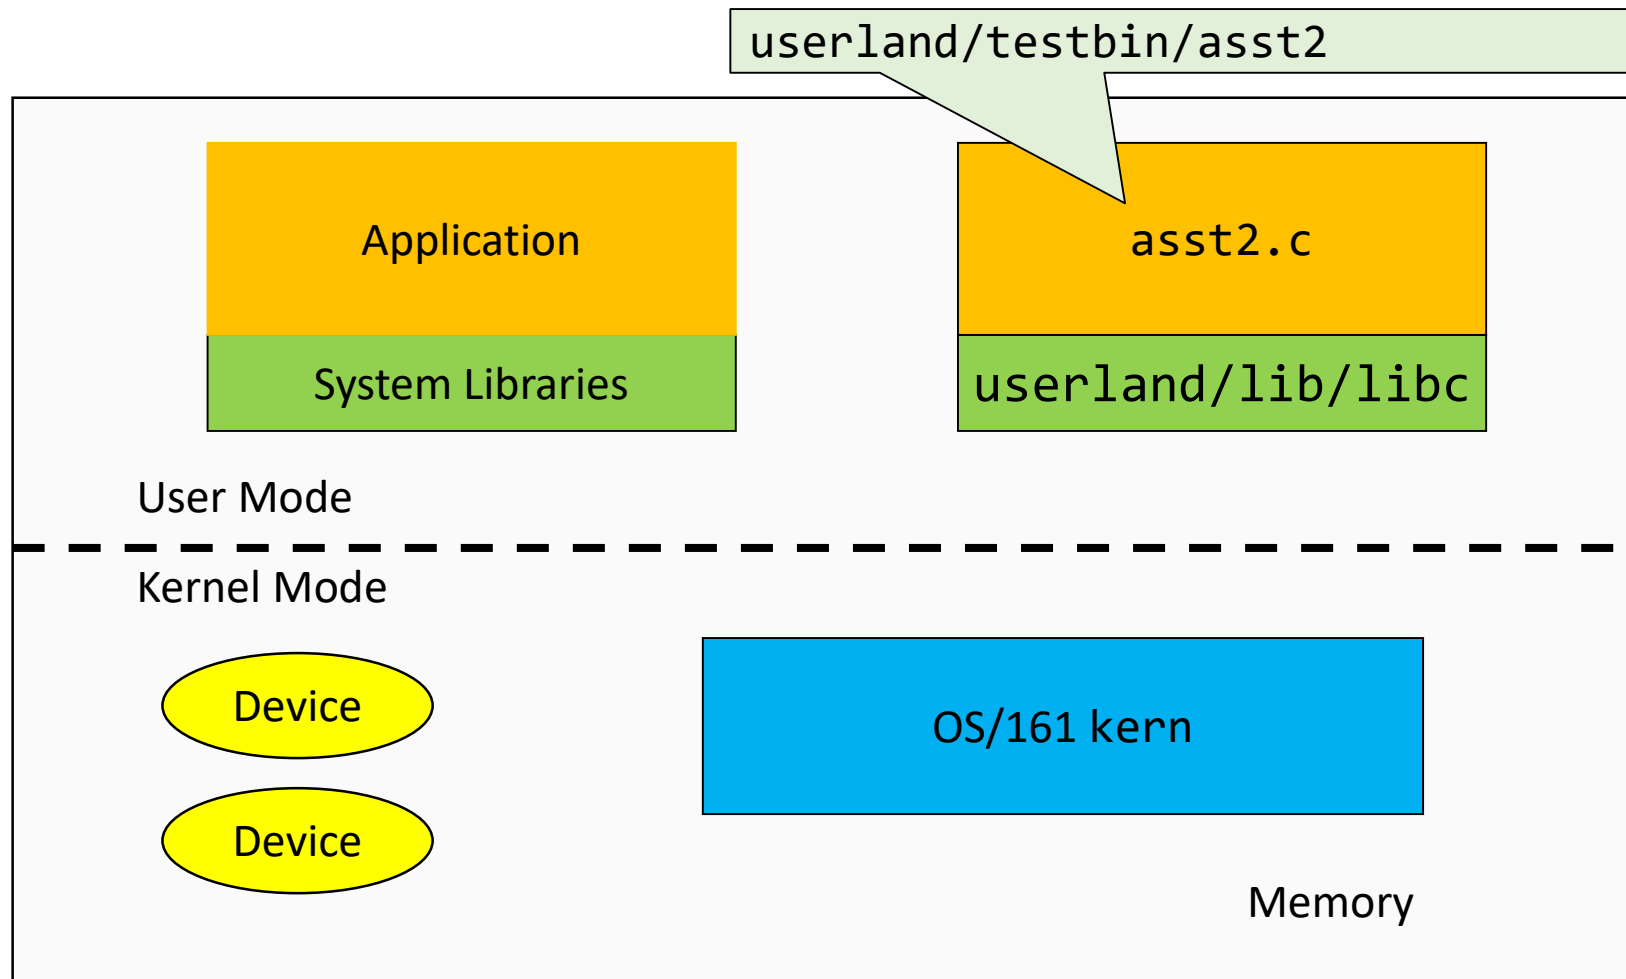 userland/testbin/asst2
Application
asst2.c
System Libraries
userland/lib/libc
User Mode
Kernel Mode
Device
OS/161 kern
Device
Memory